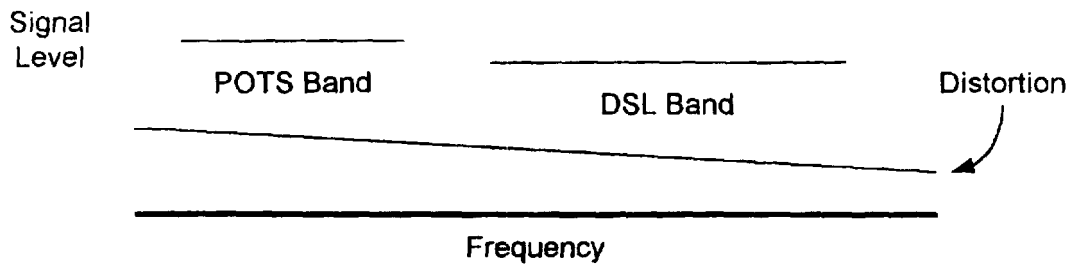 Signal
Level
POTS Band
DSL Band
Distortion
Frequency